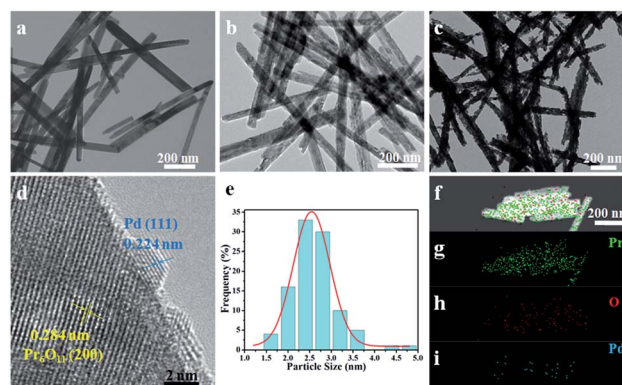 a
200 nm
b
200 nm
c
200 nm
d
Pd (111)
0.224 nm
0.284 nm
Pr6O11 (200)
2 nm
e
Frequency (%)
35
30
25
20
15
10
5
0
1.0 1.5 2.0 2.5 3.0 3.5 4.0 4.5 5.0
Particle Size (nm)
f
200 nm
g
Pr
h
O
i
Pd